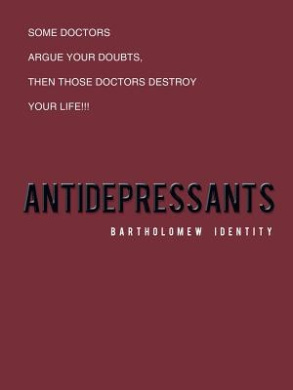 SOME DOCTORS
ARGUE YOUR DOUBTS,
THEN THOSE DOCTORS DESTROY
YOUR LIFE!!!
ANTIDEPRESSANTS
BARTHOLOMEW IDENTITY